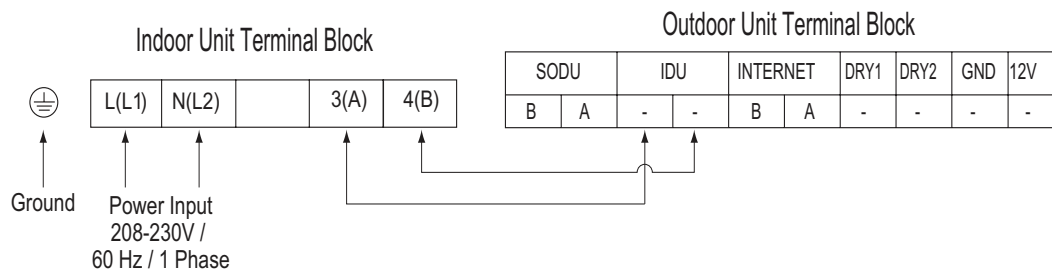 Indoor Unit Terminal Block
Outdoor Unit Terminal Block
L(L1) N(L2) 3(A) 4(B)
SODU IDU INTERNET DRY1 DRY2 GND 12V
B A - - B A - - - -
Ground
Power Input
208-230V /
60 Hz / 1 Phase